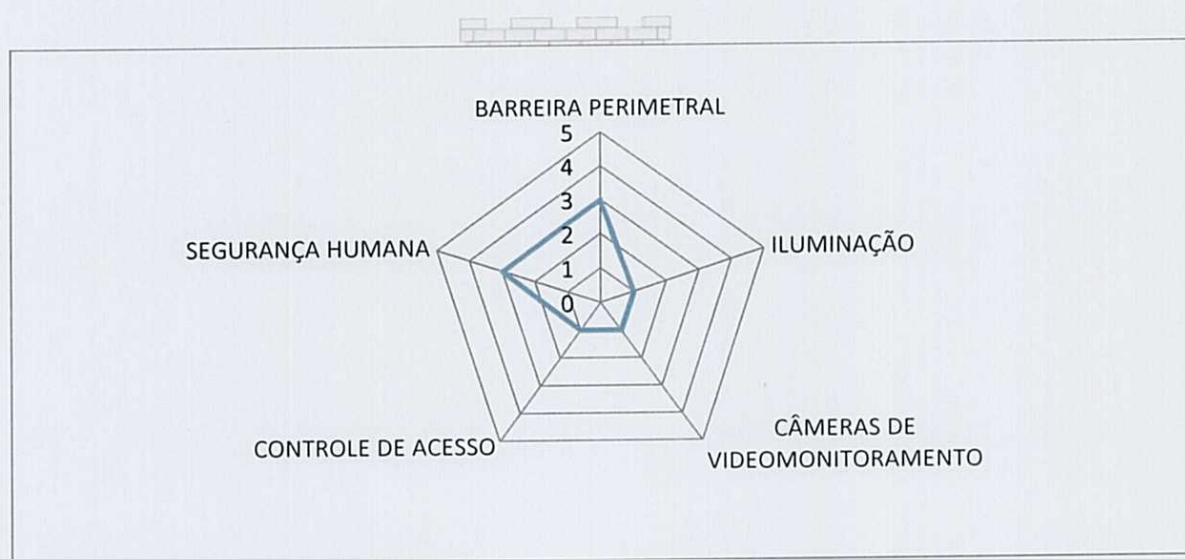 BARREIRA PERIMETRAL
5
4
3
2
1
0
SEGURANÇA HUMANA
ILUMINAÇÃO
CONTROLE DE ACESSO
CÂMERAS DE
VIDEOMONITORAMENTO